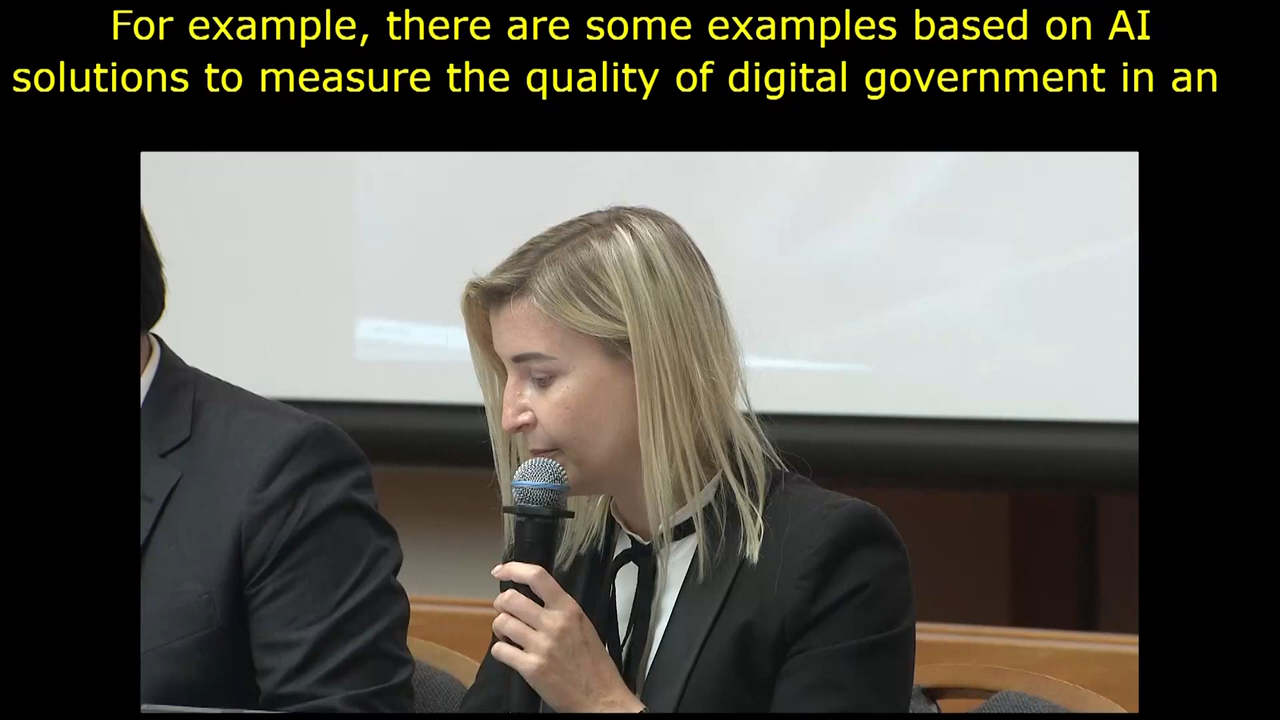 For example, there are some examples based on AI
solutions to measure the quality of digital government in an